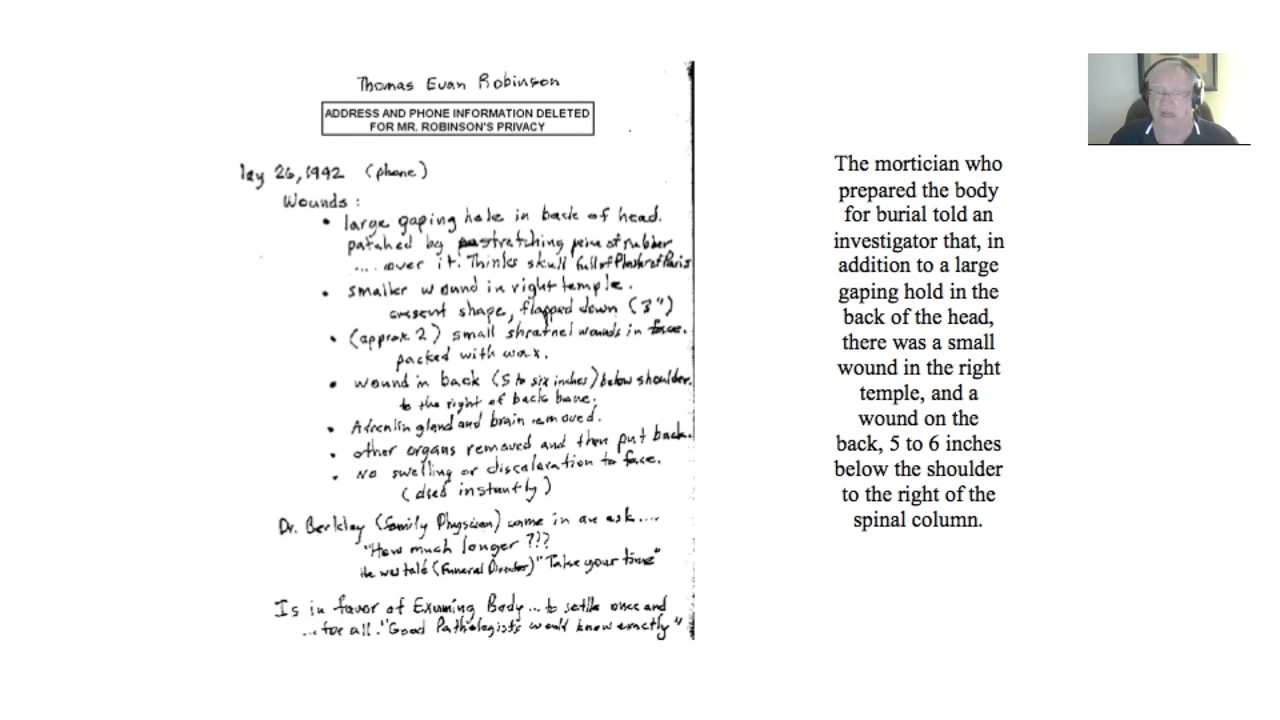 Thomas Evan Robinson
ADDRESS AND PHONE INFORMATION DELETED
FOR MR. ROBINSON'S PRIVACY
26, 1992 (phone)
Wounds :
• large gaping hole in back of head.
patched by stretching piece of rubber
.... over it. Thinks skull full of Plaster of Paris
• smaller wound in right temple.
cresent shape, flapped down (3")
• (approx 2) small shrapnel wounds in face.
packed with wax.
• wound in back (5 to six inches) below shoulder.
to the right of back bone.
• Adrenlin gland and brain removed.
• other organs removed and then put back.
• No swelling or discoloration to face.
(died instantly)
Dr. Berkley (family Physician) came in an ask....
"How much longer ???
He was told (Funeral Director) "Take your time"
Is in favor of Exuming Body... to settle once and
... for all. "Good Pathologists would know exactly"
The mortician who
prepared the body
for burial told an
investigator that, in
addition to a large
gaping hold in the
back of the head,
there was a small
wound in the right
temple, and a
wound on the
back, 5 to 6 inches
below the shoulder
to the right of the
spinal column.